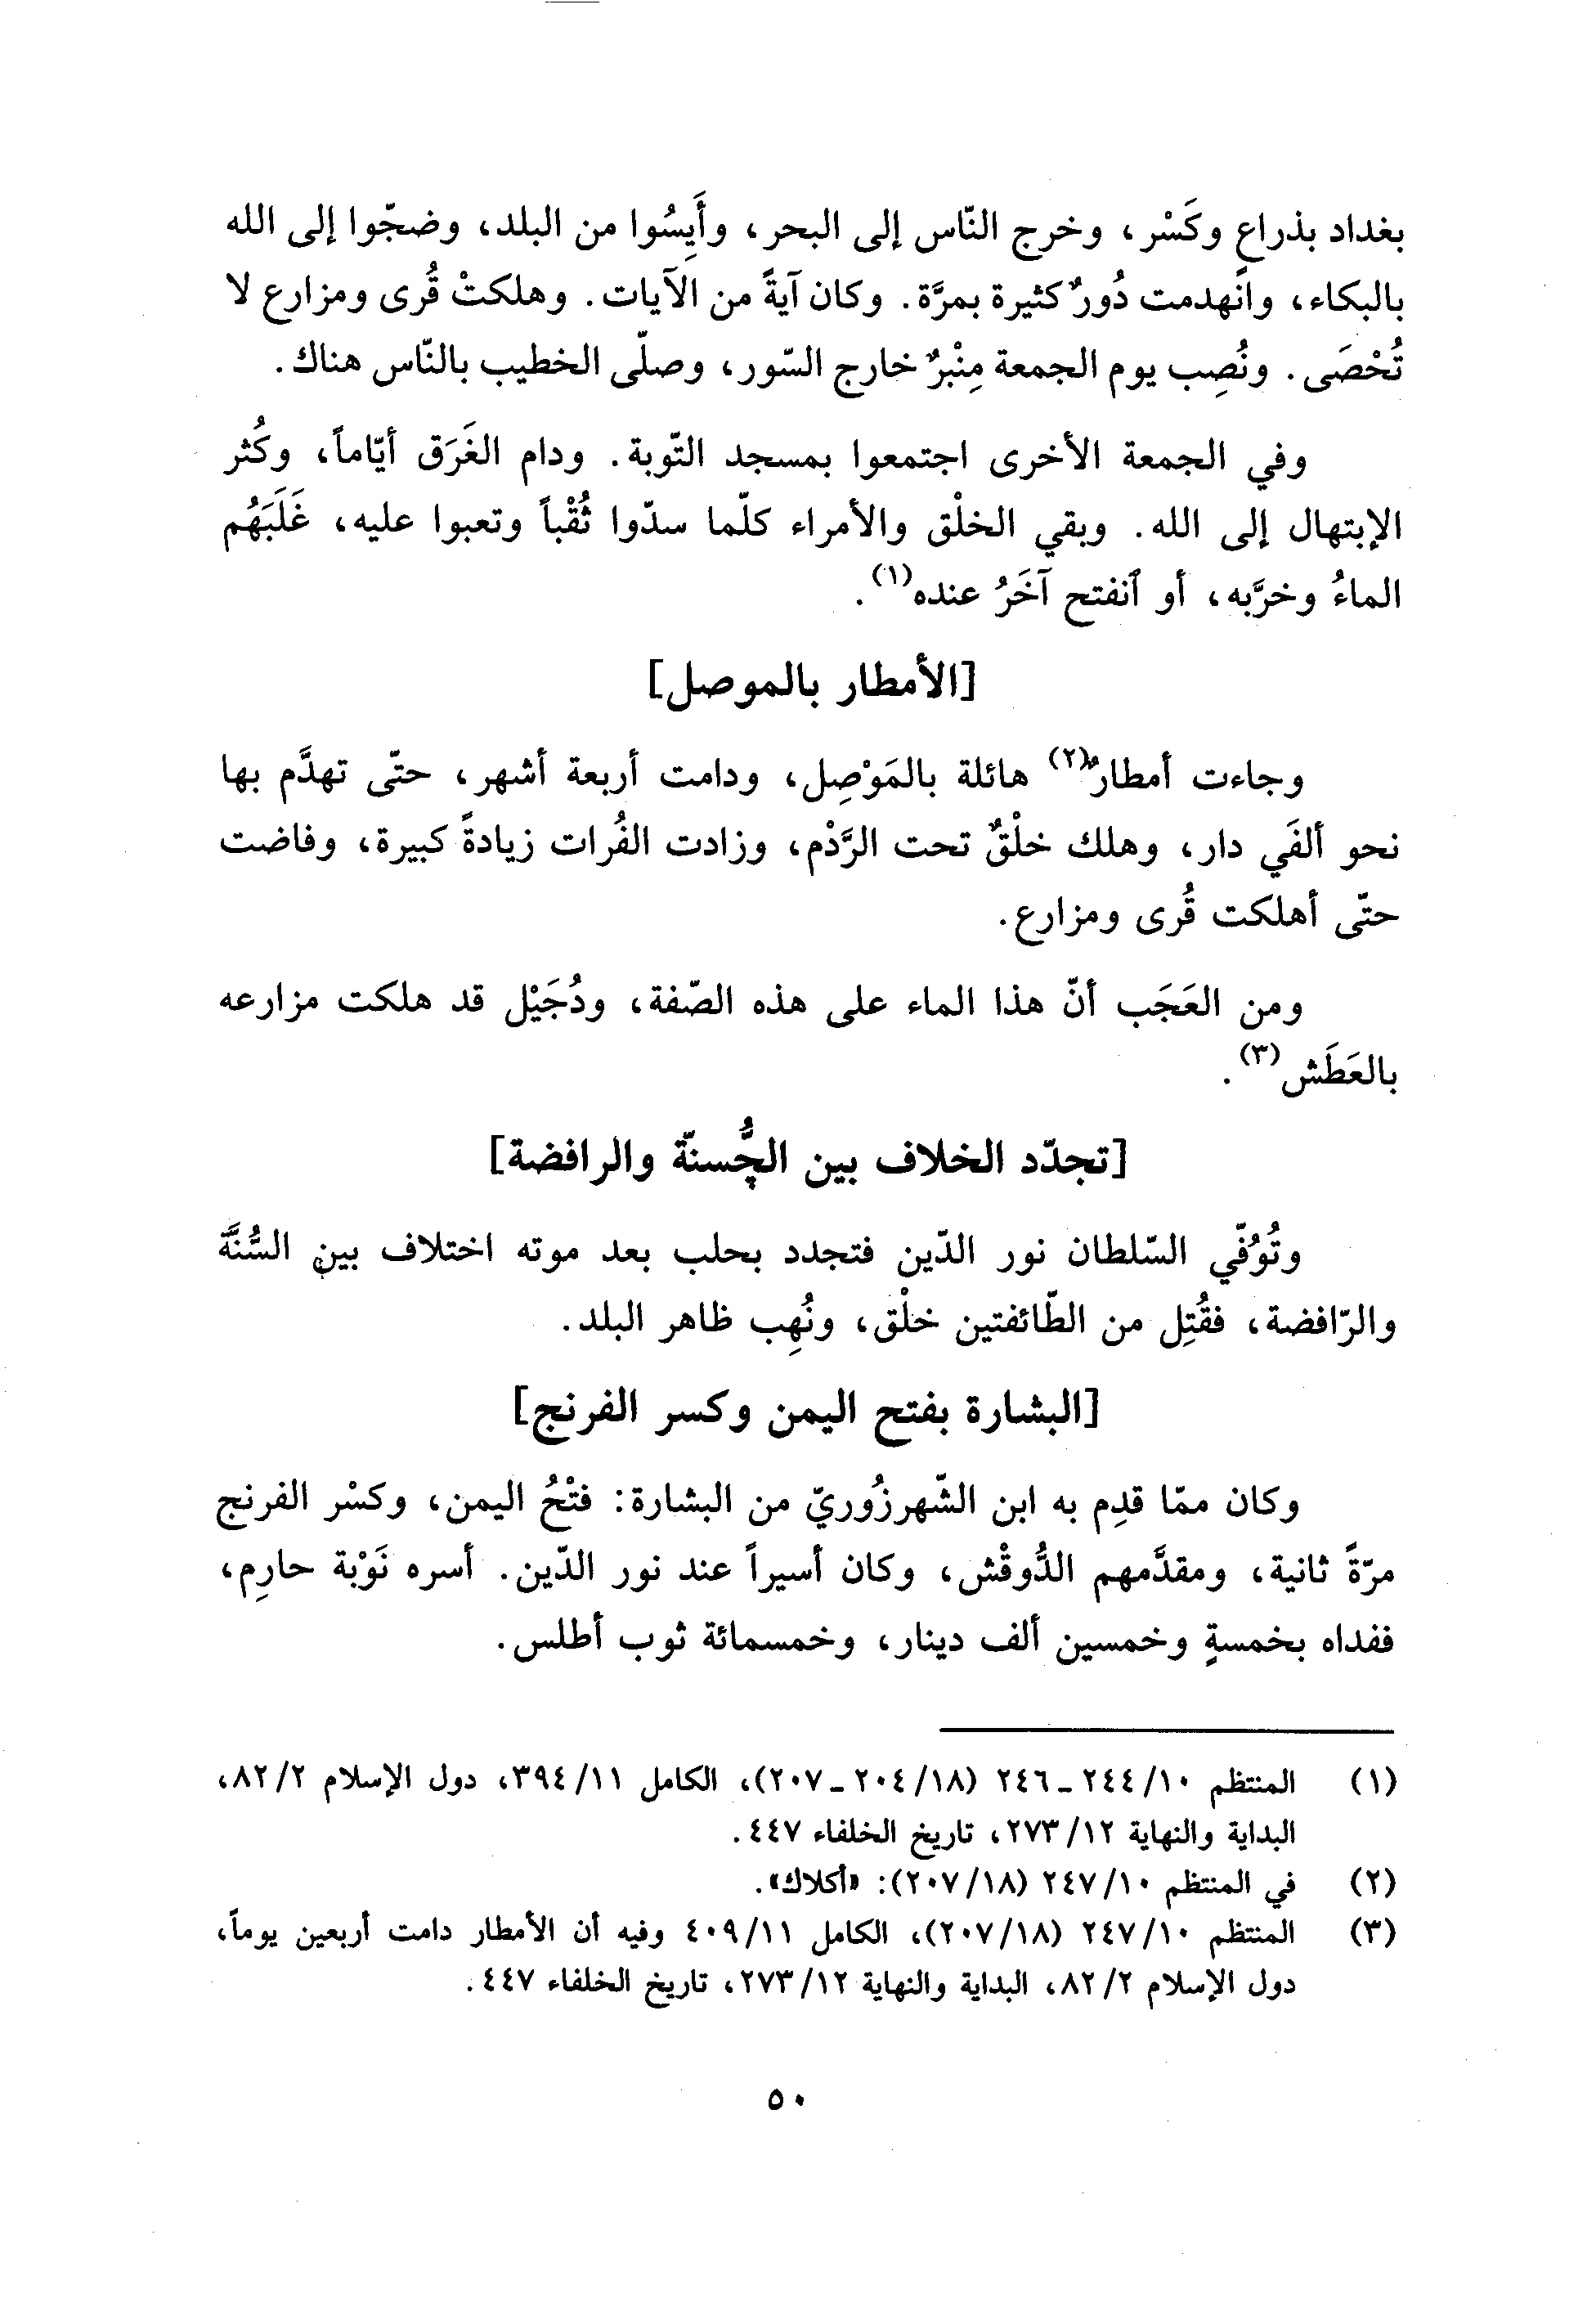 بغداد بذراعٍ وكَسْر، وخرج النّاس إلى البحر، وأَيِسُوا من البلد، وضجّوا إلى الله
بالبكاء، وانهدمت دُورٌ كثيرة بمرَّة. وكان آيةً من الآيات. وهلكتْ قُرى ومزارع لا
تُحْصَى. ونُصِب يوم الجمعة مِنْبرٌ خارج السّور، وصلّى الخطيب بالنّاس هناك.
وفي الجمعة الأخرى اجتمعوا بمسجد التّوبة. ودام الغَرَق أيّاماً، وكَثُر
الإبتهال إلى الله. وبقي الخلْق والأمراء كلّما سدّوا ثُقْباً وتعبوا عليه، غَلَبَهُم
الماءُ وخرَّبه، أو ٱنفتح آخَرُ عنده(١).
[الأمطار بالموصل]
وجاءت أمطارٌ(٢) هائلة بالمَوْصِل، ودامت أربعة أشهر، حتّى تهدَّم بها
نحو ألفَي دار، وهلك خلْقٌ تحت الرَّدْم، وزادت الفُرات زيادةً كبيرة، وفاضت
حتّى أهلكت قُرى ومزارع.
ومن العَجَب أنّ هذا الماء على هذه الصّفة، ودُجَيْل قد هلكت مزارعه
بالعَطَش(٣).
[تجدّد الخلاف بين السُّنّة والرافضة]
وتُوُفّي السّلطان نور الدّين فتجدد بحلب بعد موته اختلاف بين السُّنَّة
والرّافضة، فقُتِل من الطّائفتين خلْق، ونُهِب ظاهر البلد.
[البشارة بفتح اليمن وكسر الفرنج]
وكان ممّا قدِم به ابن الشّهرزُوريّ من البشارة: فتْحُ اليمن، وكسْر الفرنج
مرّةً ثانية، ومقدَّمهم الدُّوقْش، وكان أسيراً عند نور الدّين. أسره نَوْبة حارِم،
ففداه بخمسةٍ وخمسين ألف دينار، وخمسمائة ثوب أطلس.
(١) المنتظم ٢٤٤/١٠ ـ ٢٤٦ (٢٠٤/١٨ ـ ٢٠٧)، الكامل ٣٩٤/١١، دول الإسلام ٨٢/٢،
البداية والنهاية ٢٧٣/١٢، تاريخ الخلفاء ٤٤٧.
(٢) في المنتظم ٢٤٧/١٠ (٢٠٧/١٨): «أكلاك».
(٣) المنتظم ٢٤٧/١٠ (٢٠٧/١٨)، الكامل ٤٠٩/١١ وفيه أن الأمطار دامت أربعين يوماً،
دول الإسلام ٨٢/٢، البداية والنهاية ٢٧٣/١٢، تاريخ الخلفاء ٤٤٧.
٥٠